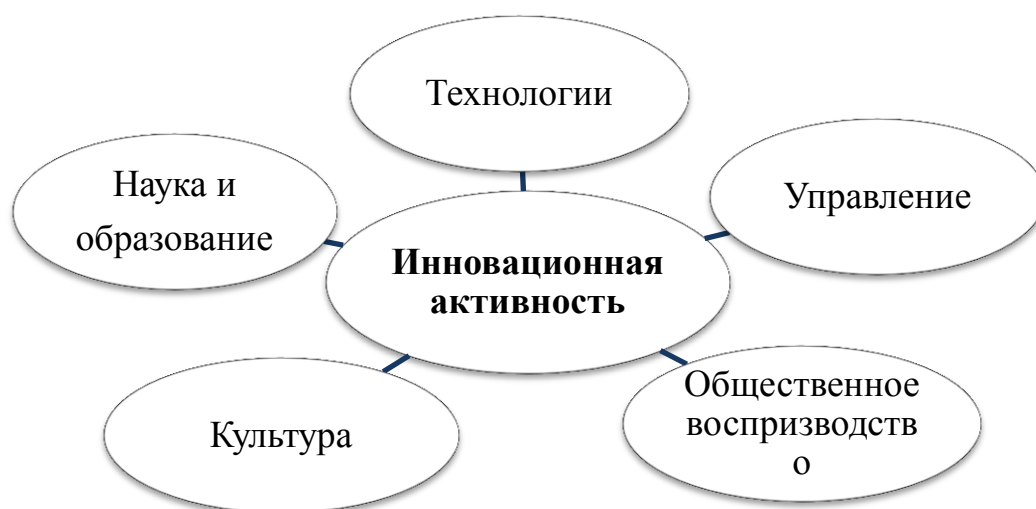 Технологии
Наука и
образование
Управление
Инновационная
активность
Культура
Общественное
воспризводств
о